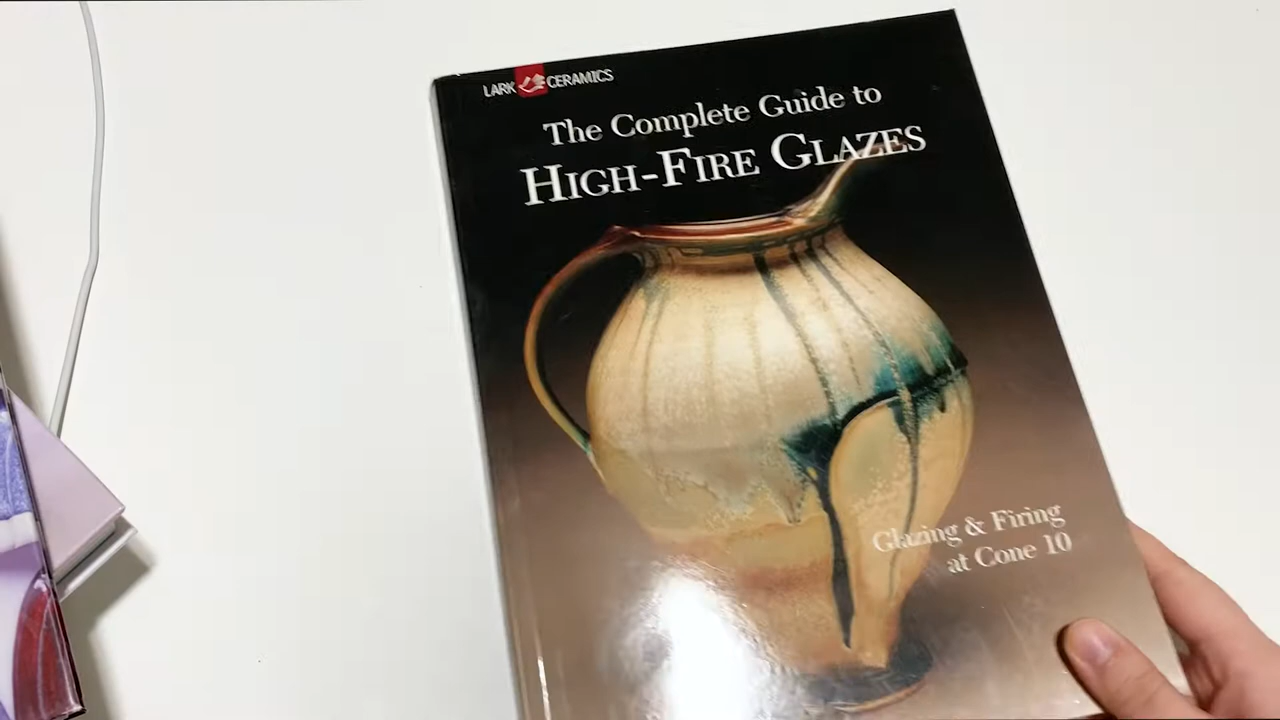 LARK CERAMICS
The Complete Guide to
HIGH-FIRE GLAZES
Glazing & Firing
at Cone 10